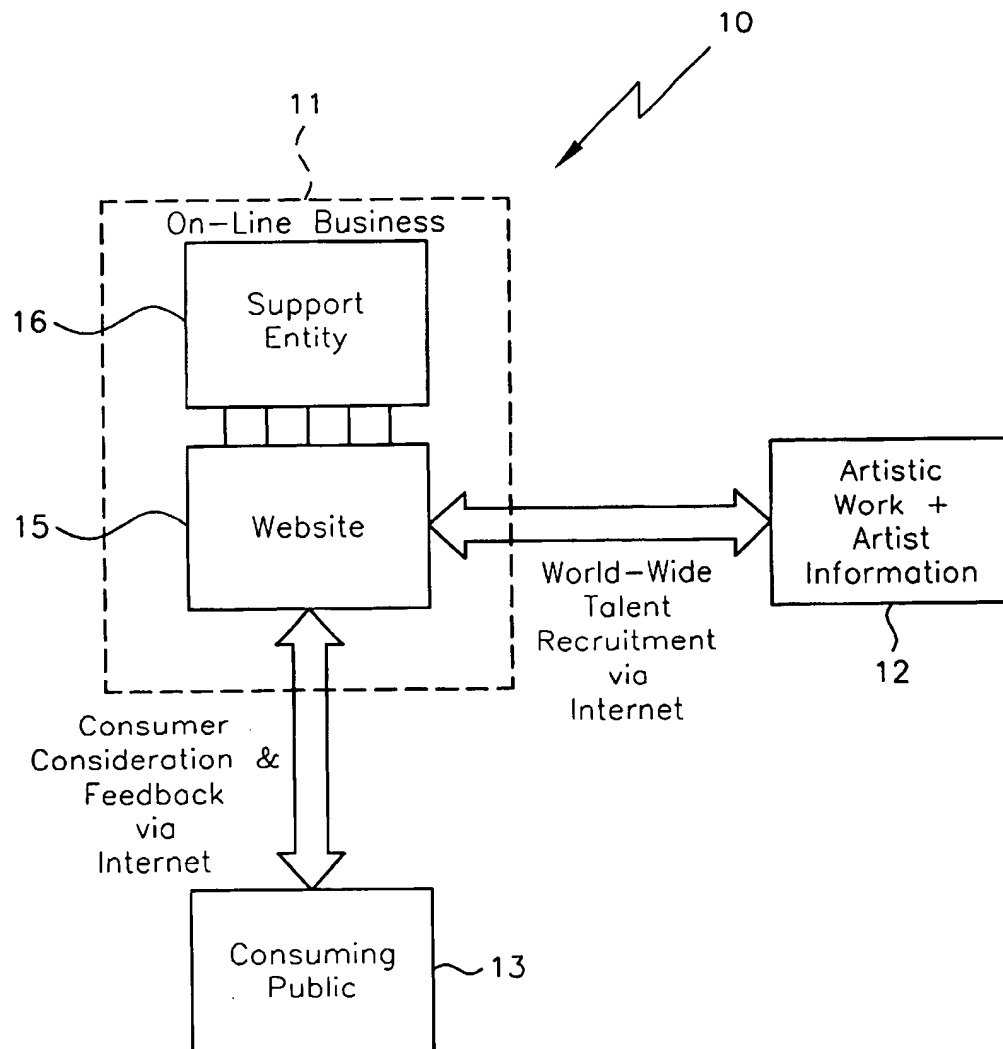 10
11
On-Line Business
Support
Entity
16
Website
15
Artistic
Work +
Artist
Information
12
World-Wide
Talent
Recruitment
via
Internet
Consumer
Consideration &
Feedback
via
Internet
Consuming
Public
13